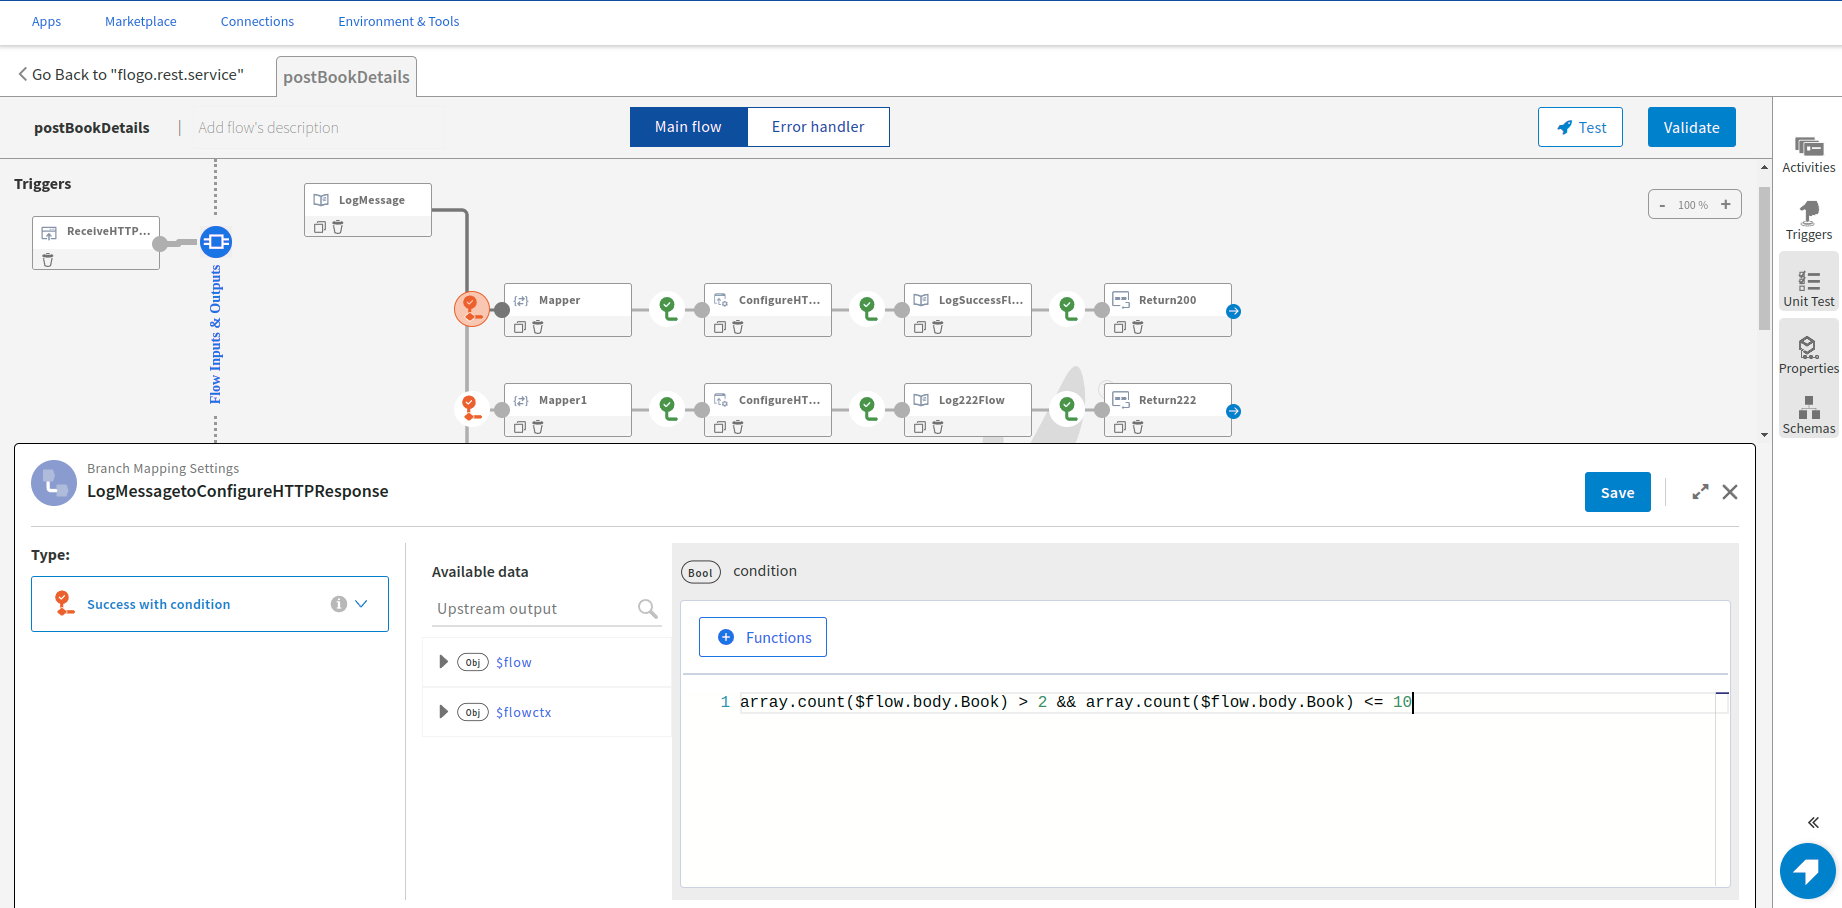 Apps Marketplace Connections Environment & Tools
Go Back to "flogo.rest.service" postBookDetails
postBookDetails | Add flow's description Main flow Error handler Test Validate
Activities
Triggers
Unit Test
Properties
Schemas
Triggers
ReceiveHTTP...
Flow Inputs & Outputs
LogMessage
- 100 % +
Mapper ConfigureHT... LogSuccessFl... Return200
Mapper1 ConfigureHT... Log222Flow Return222
Branch Mapping Settings
LogMessagetoConfigureHTTPResponse
Save
Type:
Success with condition
Available data
Upstream output
Obj $flow
Obj $flowctx
Bool condition
Functions
1 array.count($flow.body.Book) > 2 && array.count($flow.body.Book) <= 10